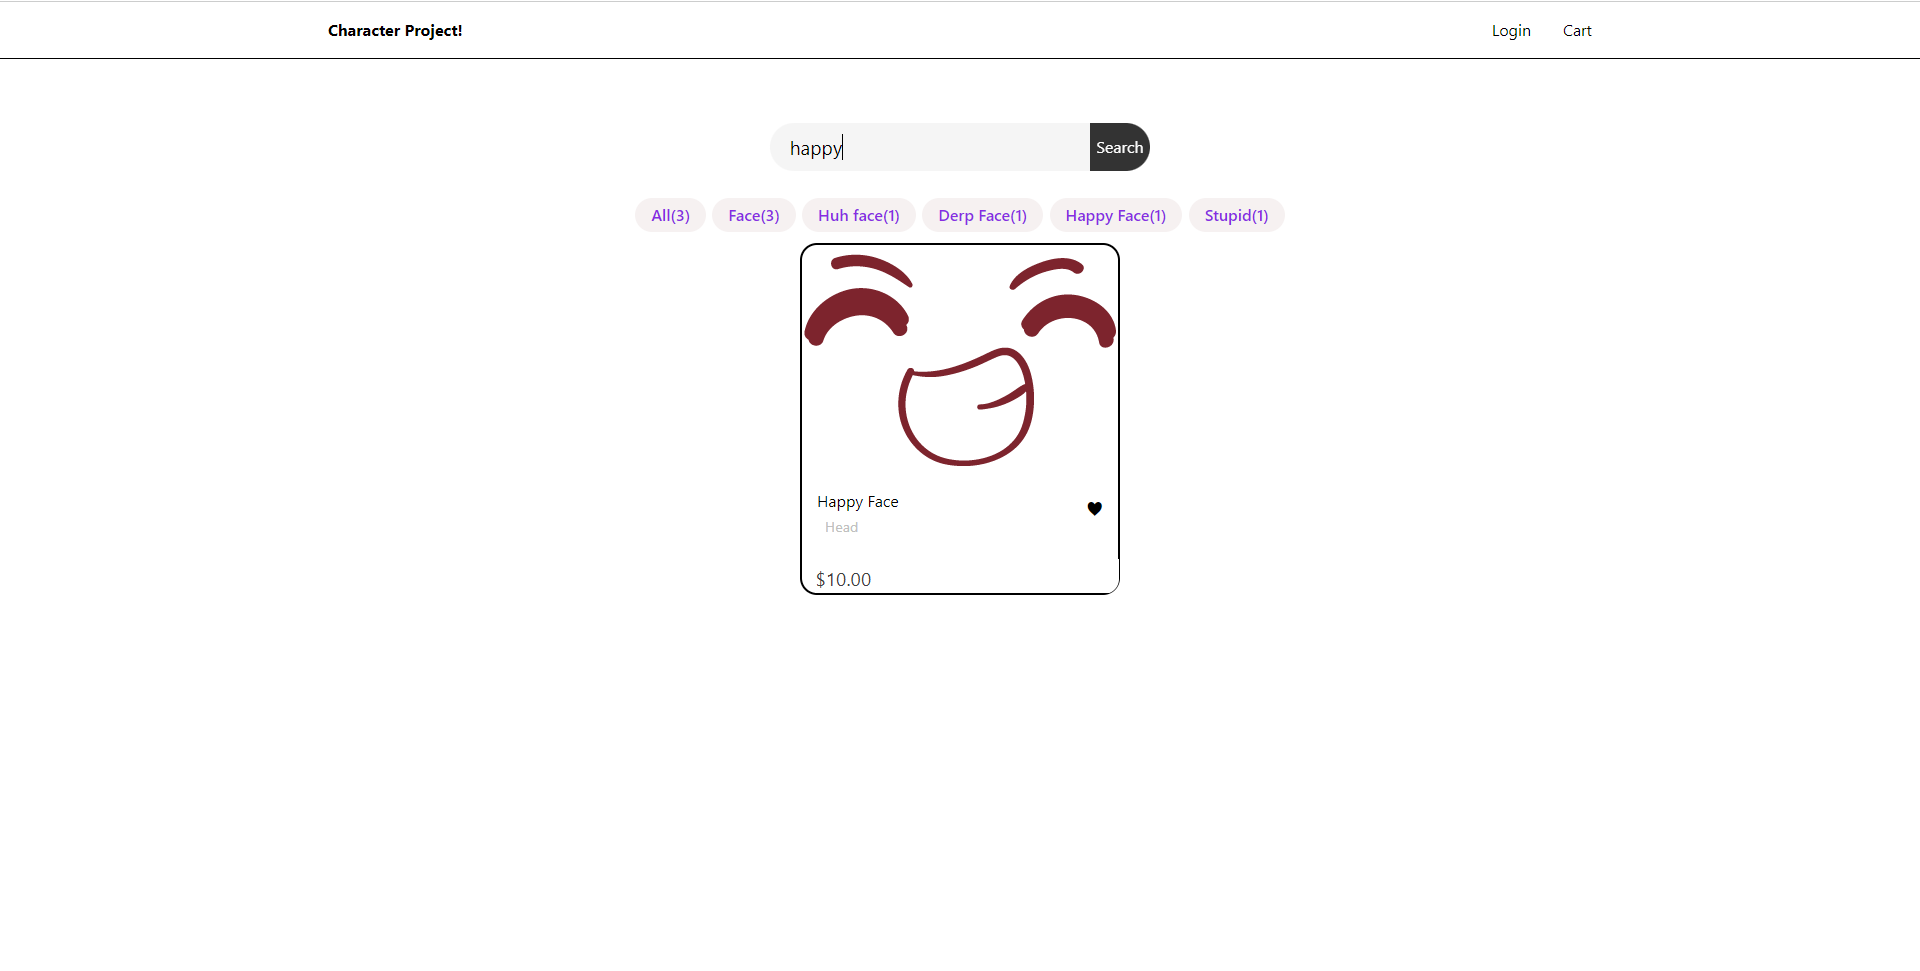 Character Project! Login Cart
happy Search
All(3) Face(3) Huh face(1) Derp Face(1) Happy Face(1) Stupid(1)
Happy Face
Head
$10.00